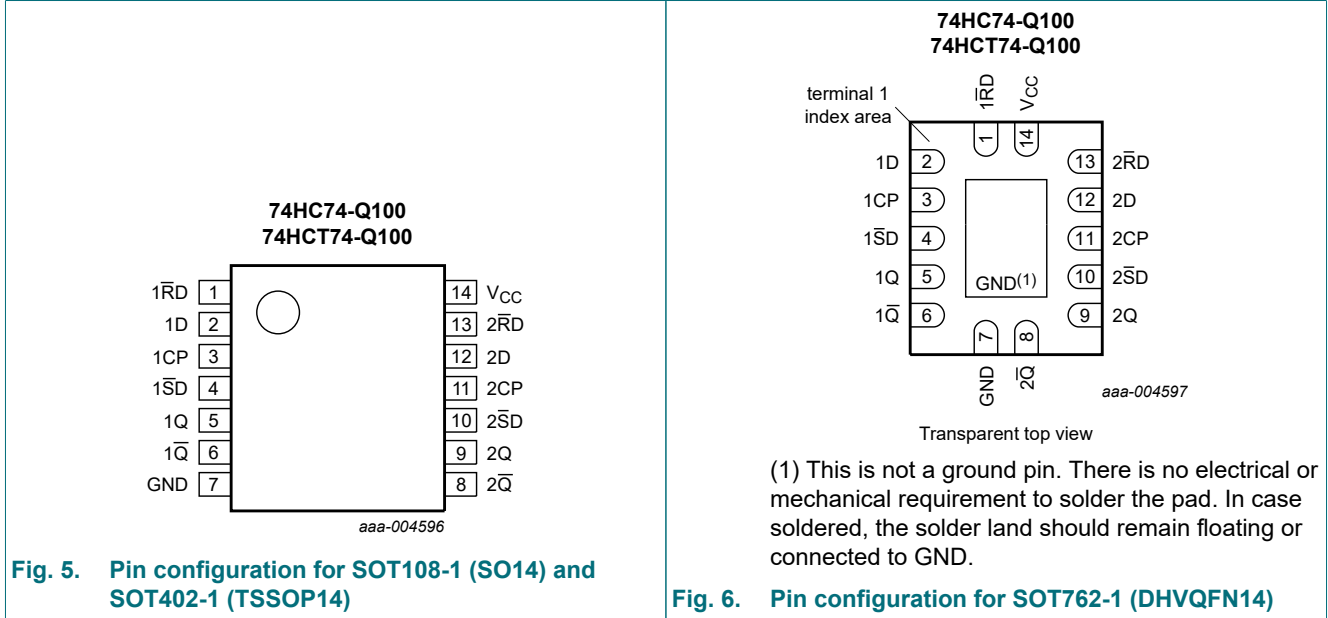 74HC74-Q100
74HCT74-Q100
1R̅D 1
1D 2
1CP 3
1S̅D 4
1Q 5
1Q̅ 6
GND 7
14 VCC
13 2R̅D
12 2D
11 2CP
10 2S̅D
9 2Q
8 2Q̅
aaa-004596
Fig. 5. Pin configuration for SOT108-1 (SO14) and
SOT402-1 (TSSOP14)
74HC74-Q100
74HCT74-Q100
terminal 1
index area
1R̅D
VCC
1
14
1D 2
1CP 3
1S̅D 4
1Q 5
1Q̅ 6
13 2R̅D
12 2D
11 2CP
10 2S̅D
9 2Q
GND(1)
7
8
GND
2Q̅
aaa-004597
Transparent top view
(1) This is not a ground pin. There is no electrical or
mechanical requirement to solder the pad. In case
soldered, the solder land should remain floating or
connected to GND.
Fig. 6. Pin configuration for SOT762-1 (DHVQFN14)